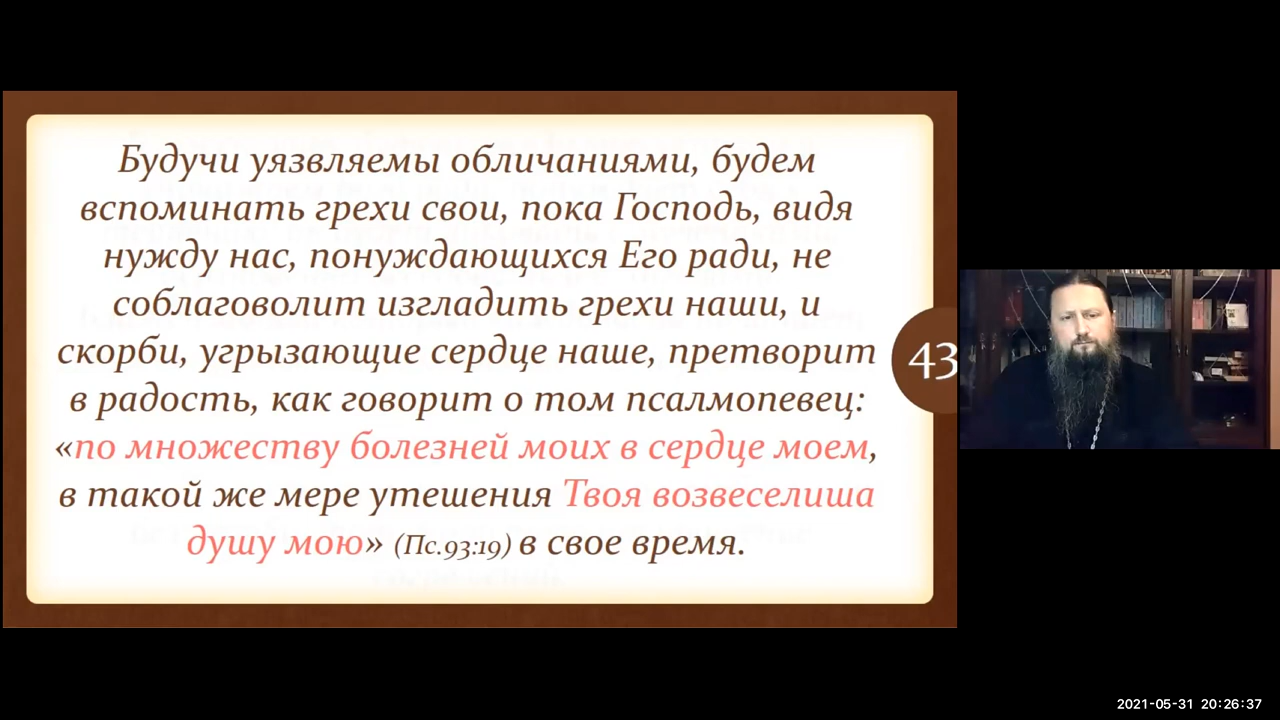 Будучи уязвляемы обличаниями, будем
вспоминать грехи свои, пока Господь, видя
нужду нас, понуждающихся Его ради, не
соблаговолит изгладить грехи наши, и
скорби, угрызающие сердце наше, претворит
в радость, как говорит о том псалмопевец:
«по множеству болезней моих в сердце моем,
в такой же мере утешения Твоя возвеселиша
душу мою» (Пс.93:19) в свое время.
43
2021-05-31 20:26:37